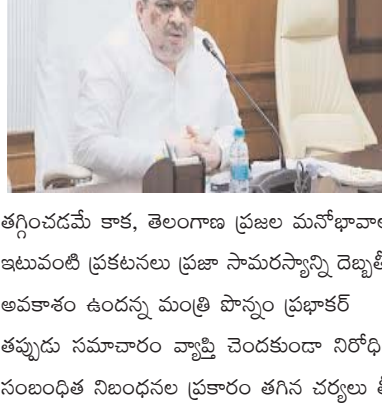 తగ్గించడమే కాక, తెలంగాణ ప్రజల మనోభావాల
ఇటువంటి ప్రకటనలు ప్రజా సామరస్యాన్ని దెబ్బతీ
అవకాశం ఉందన్న మంత్రి పొన్నం ప్రభాకర్
తప్పుడు సమాచారం వ్యాప్తి చెందకుండా నిరోధి
సంబంధిత నిబంధనల ప్రకారం తగిన చర్యలు తీ